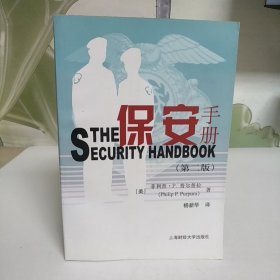 THE 保安手册
SECURITY HANDBOOK
(第二版)
[美] 菲利普·P.普尔普拉 著
(Philip P. Purpura)
杨新华 译
上海财经大学出版社